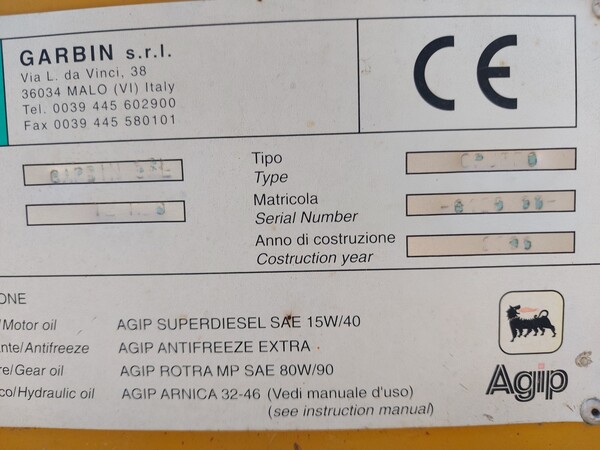 GARBIN s.r.l.
Via L. da Vinci, 38
36034 MALO (VI) Italy
Tel. 0039 445 602900
Fax 0039 445 580101
CE
GARBIN SRL
Tipo
Type
Matricola
Serial Number
Anno di costruzione
Costruction year
ONE
/Motor oil AGIP SUPERDIESEL SAE 15W/40
ante/Antifreeze AGIP ANTIFREEZE EXTRA
re/Gear oil AGIP ROTRA MP SAE 80W/90
co/Hydraulic oil AGIP ARNICA 32-46 (Vedi manuale d'uso)
(see instruction manual)
Agip